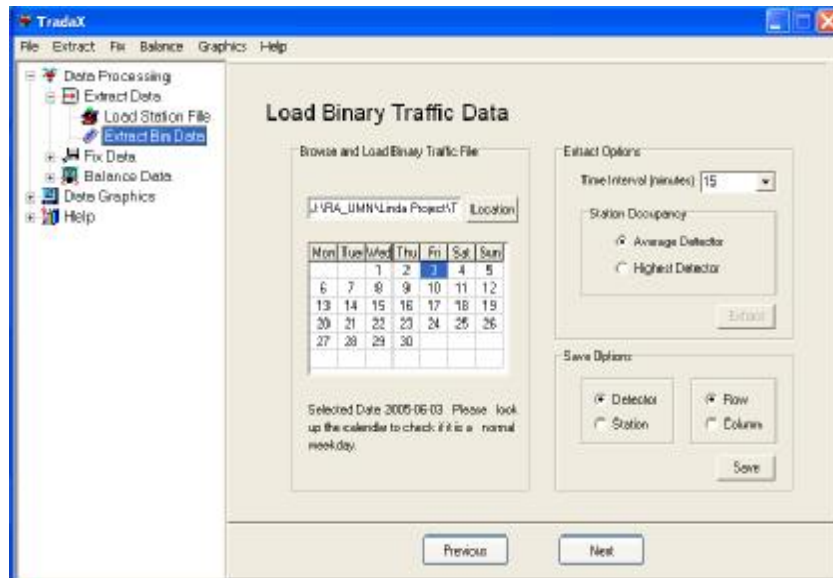 TradaX
File Extract Fix Balance Graphics Help
Data Processing
Extract Data
Load Station File
Extract Bin Data
Fix Data
Balance Data
Data Graphics
Help
Load Binary Traffic Data
Browse and Load Binary Traffic File
J:\RA_UMN\Linda Project\T Location
Mon Tue Wed Thu Fri Sat Sun
1 2 3 4 5
6 7 8 9 10 11 12
13 14 15 16 17 18 19
20 21 22 23 24 25 26
27 28 29 30
Selected Date 2005-06-03 Please look
up the calendar to check if it is a normal
weekday.
Extract Options
Time Interval (minutes) 15
Station Occupancy
Average Detector
Highest Detector
Extract
Save Options
Detector
Station
Row
Column
Save
Previous Next